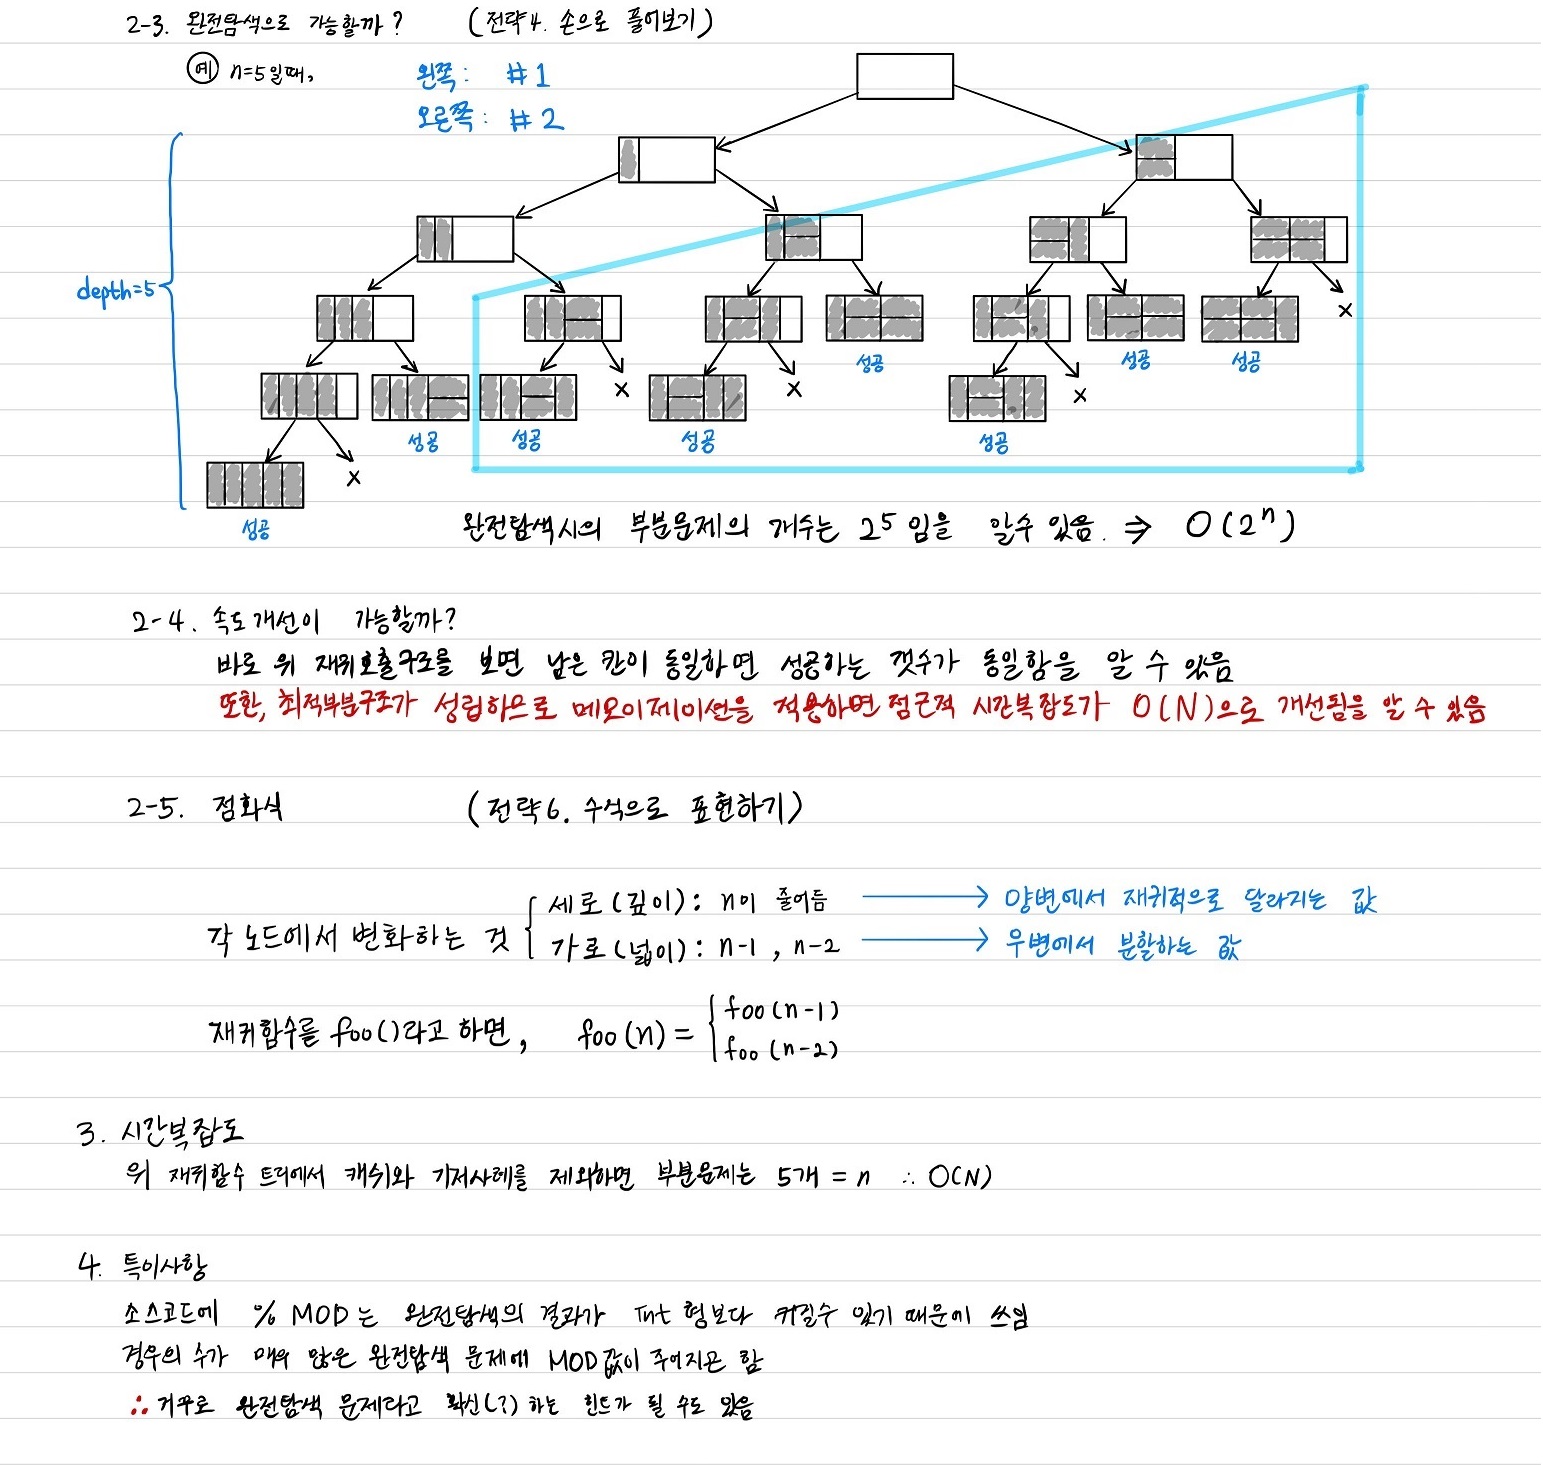 2-3. 완전탐색으로 가능할까? (전략4. 손으로 풀어보기)
예 n=5일때,
왼쪽: #1
오른쪽: #2
depth=5
x
성공 성공 성공
x x x
성공 성공 성공 성공
x
성공
완전탐색시의 부분문제의 개수는 2⁵ 임을 알수 있음. ⇒ O(2ⁿ)
2-4. 속도개선이 가능할까?
바로 위 재귀호출구조를 보면 남은 칸이 동일하면 성공하는 갯수가 동일함을 알 수 있음
또한, 최적부분구조가 성립하므로 메모이제이션을 적용하면 점근적 시간복잡도가 O(N)으로 개선됨을 알 수 있음
2-5. 점화식 (전략6. 수식으로 표현하기)
각 노드에서 변화하는 것 { 세로(깊이): n이 줄어듬 → 양변에서 재귀적으로 달라지는 값
가로(넓이): n-1, n-2 → 우변에서 분할하는 값
재귀함수를 foo()라고 하면, foo(n) = { foo(n-1)
foo(n-2)
3. 시간복잡도
위 재귀함수 트리에서 캐쉬와 기저사례를 제외하면 부분문제는 5개 = n ∴ O(N)
4. 특이사항
소스코드에 % MOD는 완전탐색의 결과가 int형보다 커질수 있기 때문에 쓰임
경우의 수가 매우 많은 완전탐색 문제에 MOD값이 주어지곤 함
∴ 거꾸로 완전탐색 문제라고 확신(?)하는 힌트가 될 수도 있음